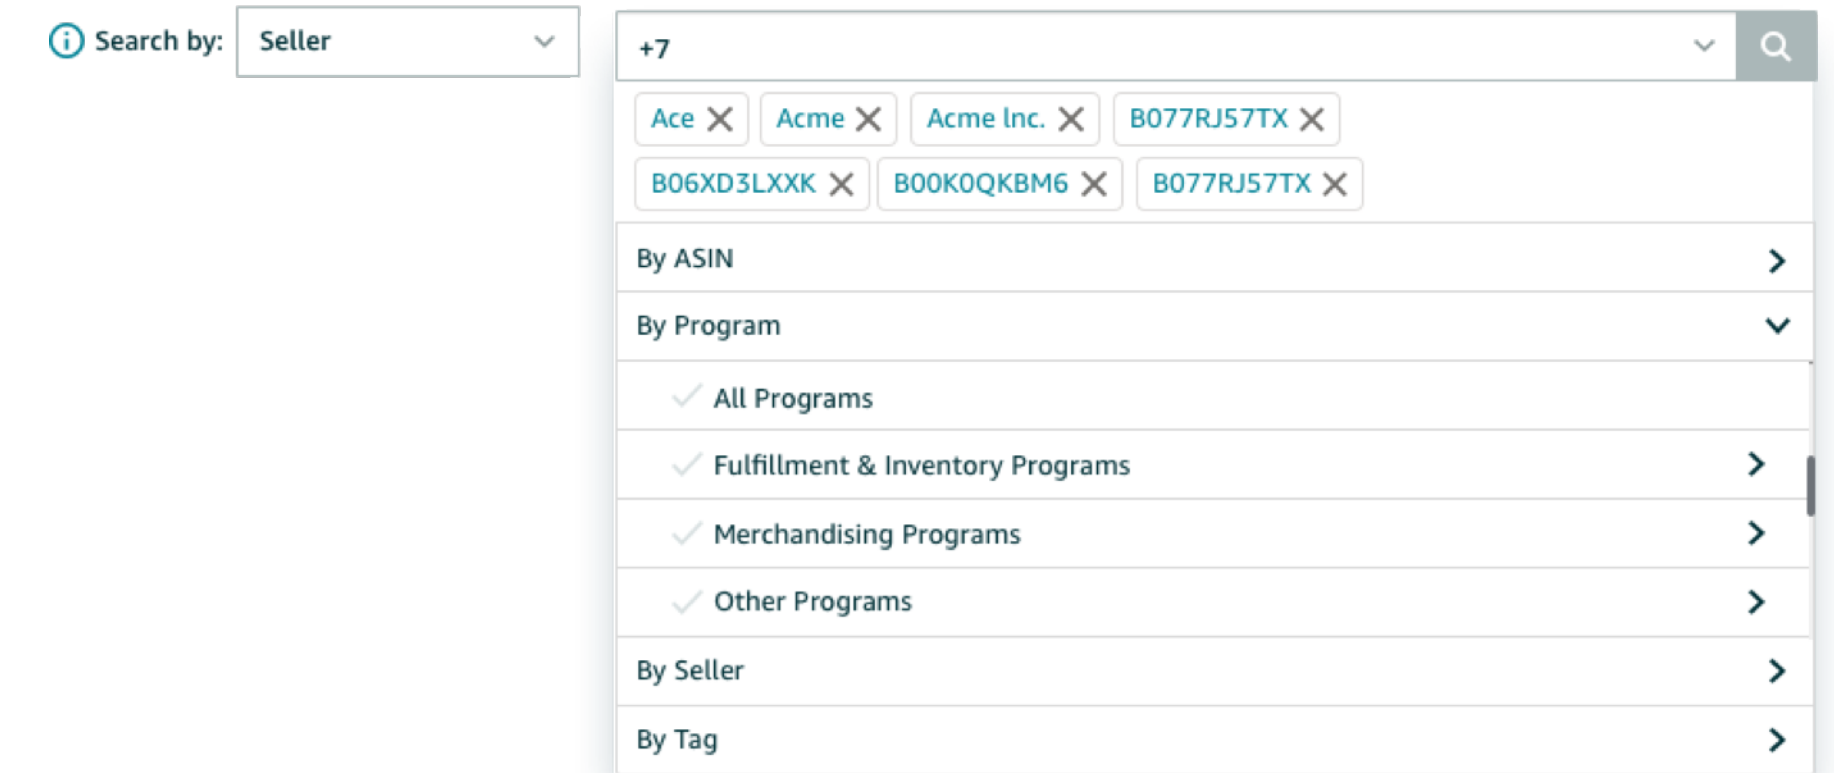 Search by: Seller
+7
Ace Acme Acme lnc. B077RJ57TX
B06XD3LXXK B00K0QKBM6 B077RJ57TX
By ASIN
By Program
All Programs
Fulfillment & Inventory Programs
Merchandising Programs
Other Programs
By Seller
By Tag